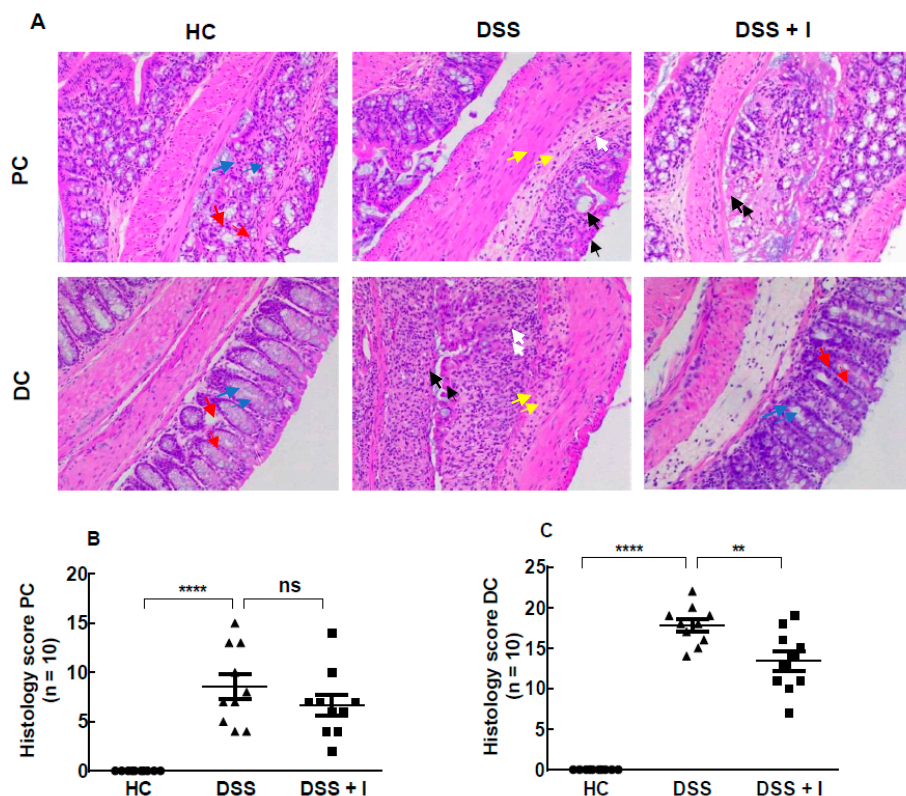 A
HC DSS DSS + I
PC
DC
B
Histology score PC
(n = 10)
20
15
10
5
0
**** ns
HC DSS DSS + I
C
Histology score DC
(n = 10)
25
20
15
10
5
0
**** **
HC DSS DSS + I